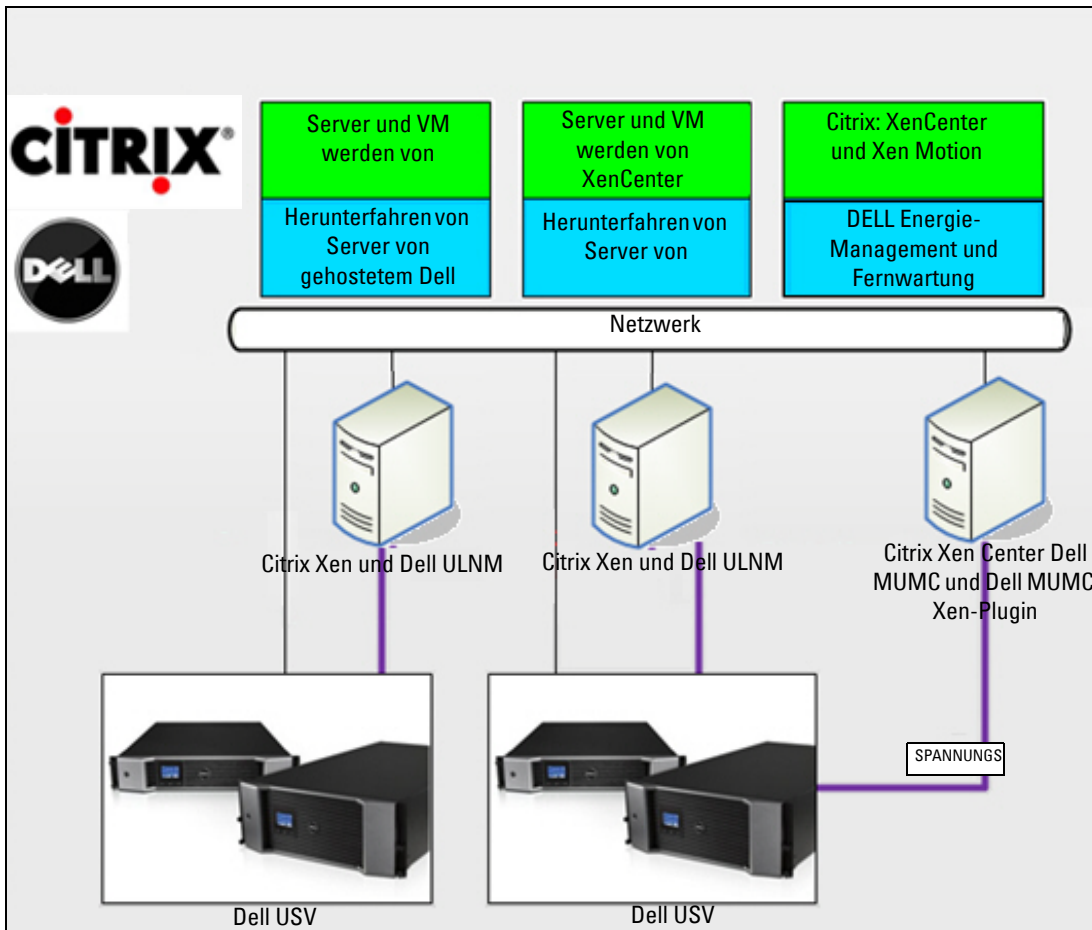 CITRIX®
DELL
Server und VM
werden von
Herunterfahren von
Server von
gehostetem Dell
Server und VM
werden von
XenCenter
Herunterfahren von
Server von
Citrix: XenCenter
und Xen Motion
DELL Energie-
Management und
Fernwartung
Netzwerk
Citrix Xen und Dell ULNM
Citrix Xen und Dell ULNM
Citrix Xen Center Dell
MUMC und Dell MUMC
Xen-Plugin
SPANNUNGS
Dell USV
Dell USV